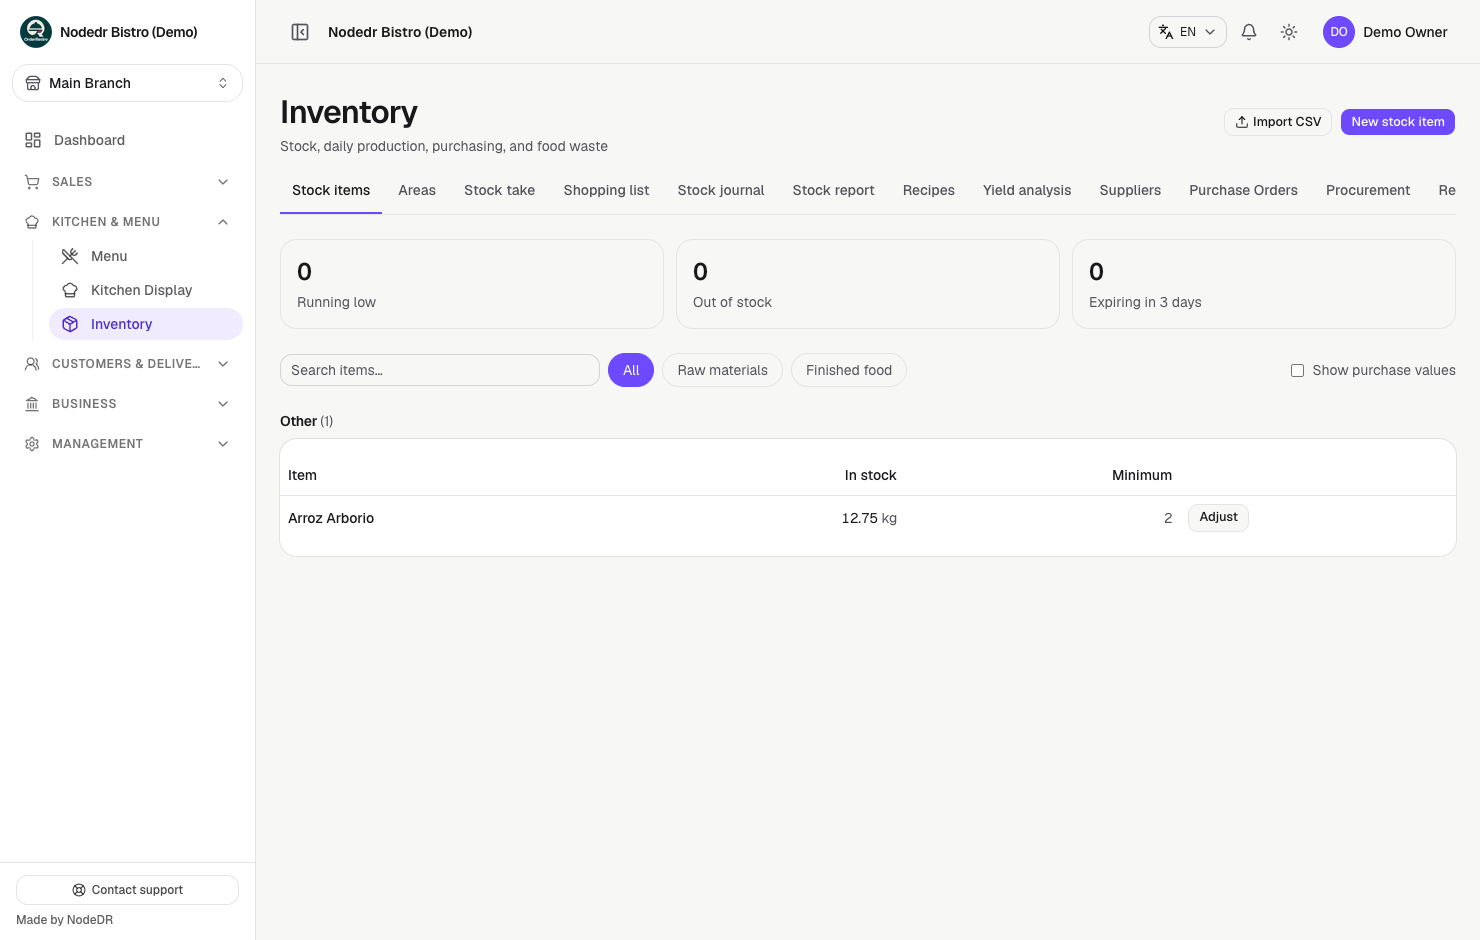 Nodedr Bistro (Demo)
Main Branch
Dashboard
SALES
KITCHEN & MENU
Menu
Kitchen Display
Inventory
CUSTOMERS & DELIVE...
BUSINESS
MANAGEMENT
Contact support
Made by NodeDR
Nodedr Bistro (Demo)
EN
DO
Demo Owner
Inventory
Stock, daily production, purchasing, and food waste
Import CSV
New stock item
Stock items Areas Stock take Shopping list Stock journal Stock report Recipes Yield analysis Suppliers Purchase Orders Procurement Re
0
Running low
0
Out of stock
0
Expiring in 3 days
Search items...
All
Raw materials
Finished food
Show purchase values
Other (1)
Item In stock Minimum
Arroz Arborio 12.75 kg 2 Adjust